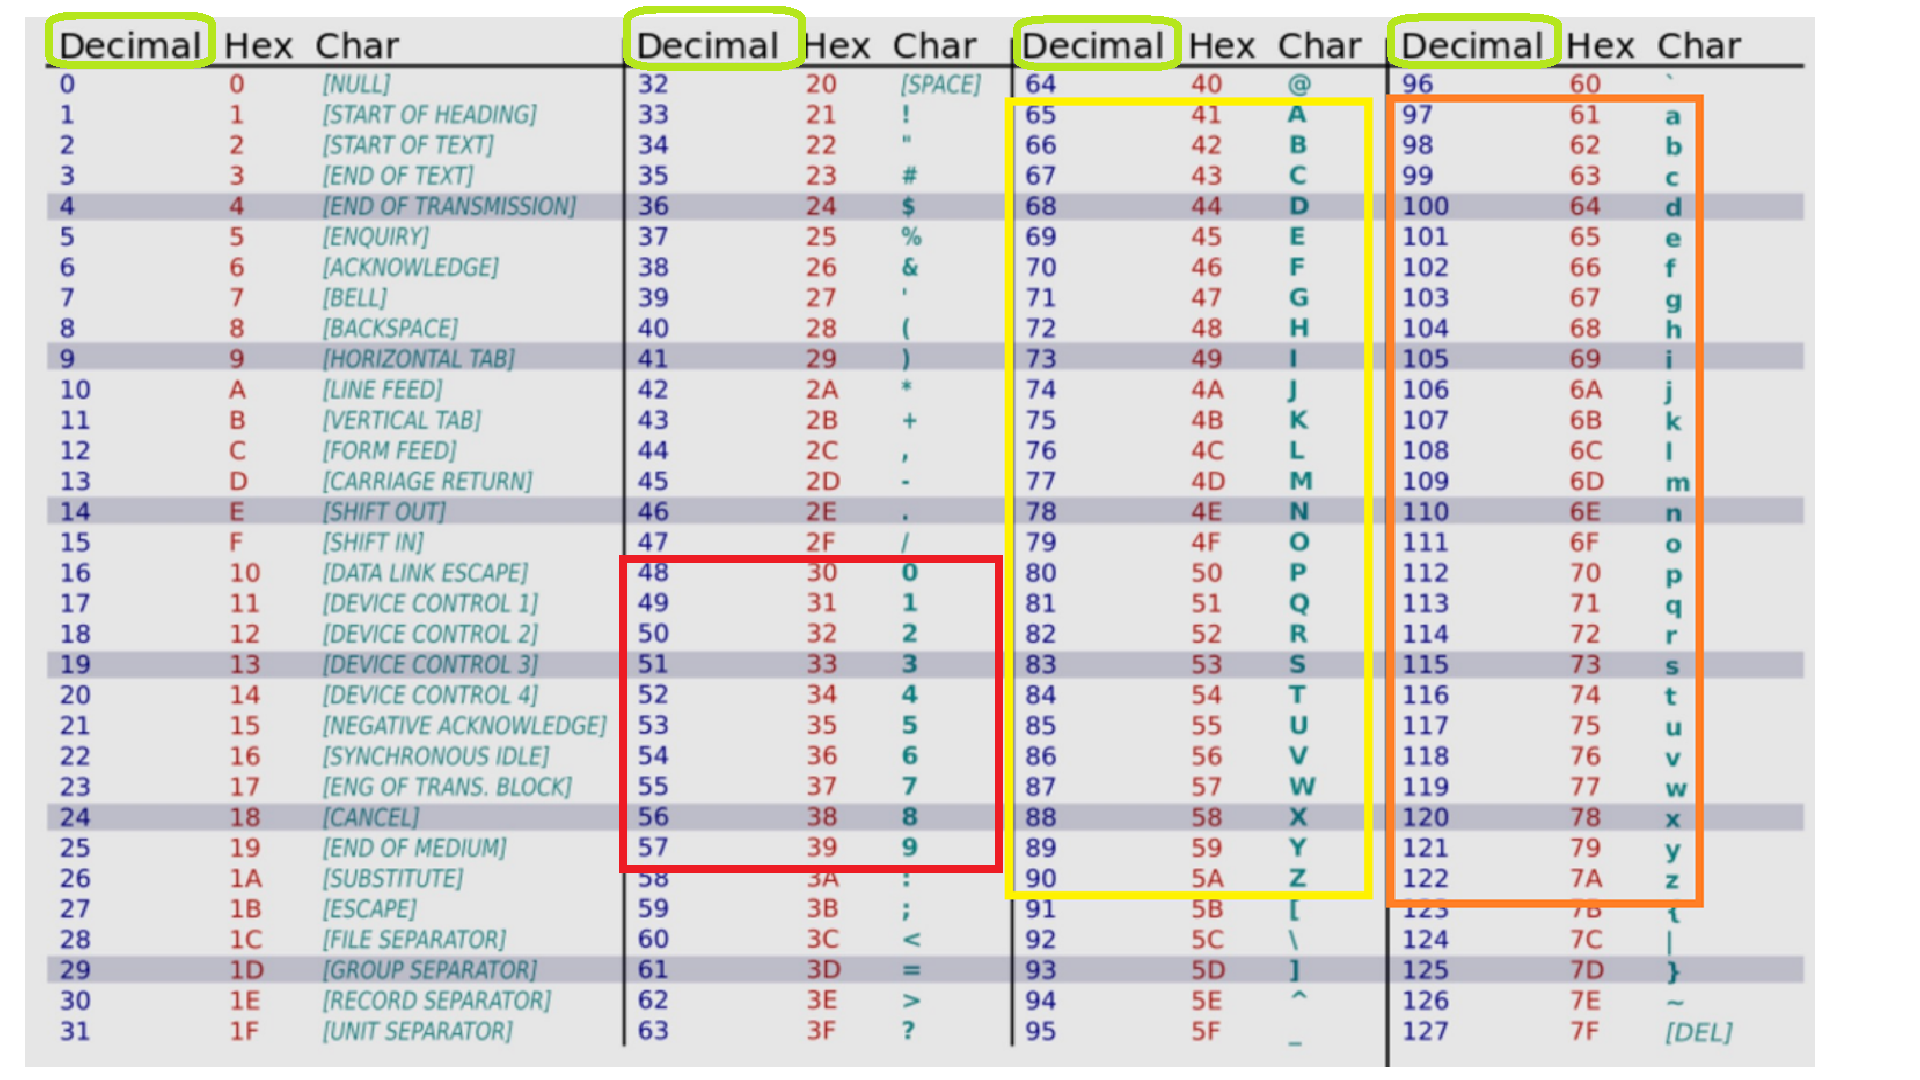 Decimal Hex Char Decimal Hex Char Decimal Hex Char Decimal Hex Char
0 0 [NULL] 32 20 [SPACE] 64 40 @ 96 60 `
1 1 [START OF HEADING] 33 21 ! 65 41 A 97 61 a
2 2 [START OF TEXT] 34 22 " 66 42 B 98 62 b
3 3 [END OF TEXT] 35 23 # 67 43 C 99 63 c
4 4 [END OF TRANSMISSION] 36 24 $ 68 44 D 100 64 d
5 5 [ENQUIRY] 37 25 % 69 45 E 101 65 e
6 6 [ACKNOWLEDGE] 38 26 & 70 46 F 102 66 f
7 7 [BELL] 39 27 ' 71 47 G 103 67 g
8 8 [BACKSPACE] 40 28 ( 72 48 H 104 68 h
9 9 [HORIZONTAL TAB] 41 29 ) 73 49 I 105 69 i
10 A [LINE FEED] 42 2A * 74 4A J 106 6A j
11 B [VERTICAL TAB] 43 2B + 75 4B K 107 6B k
12 C [FORM FEED] 44 2C , 76 4C L 108 6C l
13 D [CARRIAGE RETURN] 45 2D - 77 4D M 109 6D m
14 E [SHIFT OUT] 46 2E . 78 4E N 110 6E n
15 F [SHIFT IN] 47 2F / 79 4F O 111 6F o
16 10 [DATA LINK ESCAPE] 48 30 0 80 50 P 112 70 p
17 11 [DEVICE CONTROL 1] 49 31 1 81 51 Q 113 71 q
18 12 [DEVICE CONTROL 2] 50 32 2 82 52 R 114 72 r
19 13 [DEVICE CONTROL 3] 51 33 3 83 53 S 115 73 s
20 14 [DEVICE CONTROL 4] 52 34 4 84 54 T 116 74 t
21 15 [NEGATIVE ACKNOWLEDGE] 53 35 5 85 55 U 117 75 u
22 16 [SYNCHRONOUS IDLE] 54 36 6 86 56 V 118 76 v
23 17 [ENG OF TRANS. BLOCK] 55 37 7 87 57 W 119 77 w
24 18 [CANCEL] 56 38 8 88 58 X 120 78 x
25 19 [END OF MEDIUM] 57 39 9 89 59 Y 121 79 y
26 1A [SUBSTITUTE] 58 3A : 90 5A Z 122 7A z
27 1B [ESCAPE] 59 3B ; 91 5B [ 123 7B {
28 1C [FILE SEPARATOR] 60 3C < 92 5C \ 124 7C |
29 1D [GROUP SEPARATOR] 61 3D = 93 5D ] 125 7D }
30 1E [RECORD SEPARATOR] 62 3E > 94 5E ^ 126 7E ~
31 1F [UNIT SEPARATOR] 63 3F ? 95 5F _ 127 7F [DEL]